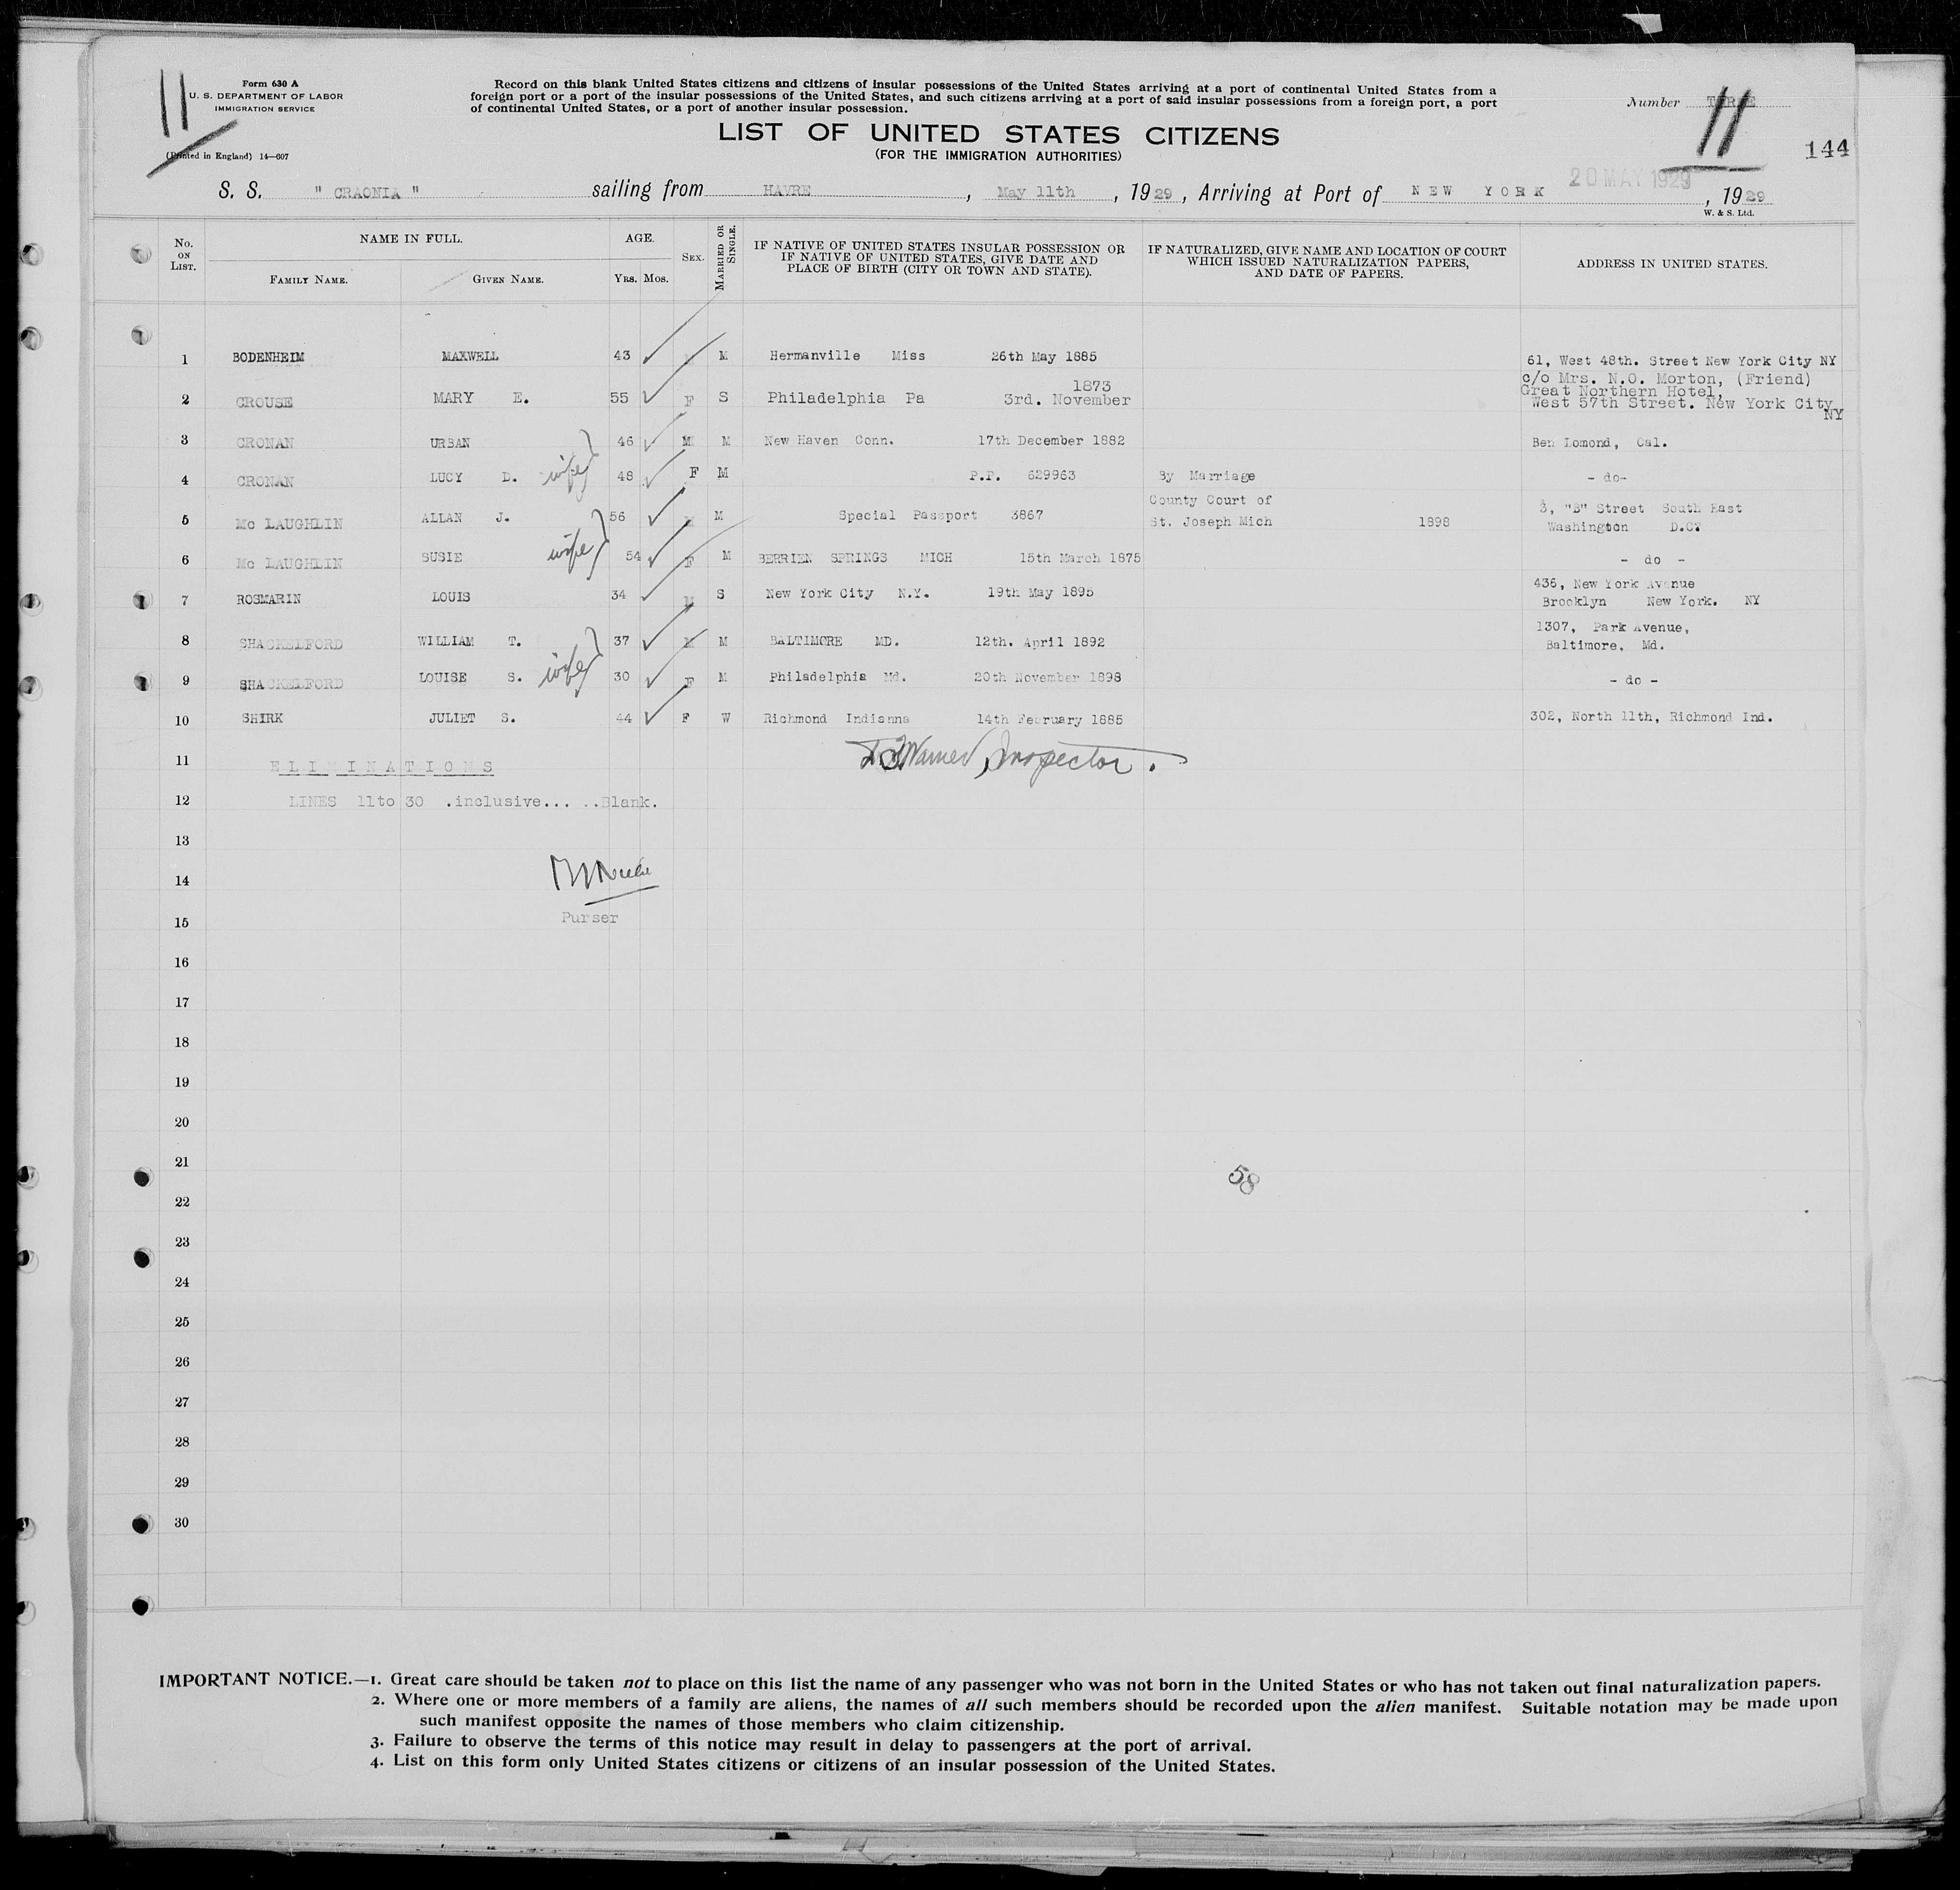 11
Form 630 A
U. S. DEPARTMENT OF LABOR
IMMIGRATION SERVICE
(Printed in England) 14—607
Record on this blank United States citizens and citizens of insular possessions of the United States arriving at a port of continental United States from a
foreign port or a port of the insular possessions of the United States, and such citizens arriving at a port of said insular possessions from a foreign port, a port
of continental United States, or a port of another insular possession.
LIST OF UNITED STATES CITIZENS
(FOR THE IMMIGRATION AUTHORITIES)
Number
11
144
20 MAY 1929
S. S. " CRAONIA " sailing from HAVRE, May 11th, 1929, Arriving at Port of NEW YORK, 1929
W. & S. Ltd.
No. ON LIST. NAME IN FULL. FAMILY NAME. GIVEN NAME. AGE. YRS. MOS. SEX. MARRIED OR SINGLE. IF NATIVE OF UNITED STATES INSULAR POSSESSION OR IF NATIVE OF UNITED STATES, GIVE DATE AND PLACE OF BIRTH (CITY OR TOWN AND STATE). IF NATURALIZED, GIVE NAME AND LOCATION OF COURT WHICH ISSUED NATURALIZATION PAPERS, AND DATE OF PAPERS. ADDRESS IN UNITED STATES.
1 BODENHEIM MAXWELL 43 M M Hermanville Miss 26th May 1885 61, West 48th. Street New York City NY
2 CROUSE MARY E. 55 F S Philadelphia Pa 3rd. November 1873 c/o Mrs. N.O. Morton, (Friend)
Great Northern Hotel,
West 57th Street. New York City
NY
3 CRONAN URBAN 46 M M New Haven Conn. 17th December 1882 Ben Lomond, Cal.
4 CRONAN LUCY D. wife 48 F M P.P. 629963 By Marriage - do-
5 Mc LAUGHLIN ALLAN J. 56 M M Special Passport 3867 County Court of
St. Joseph Mich 1898 3, "B" Street South East
Washington D.C.
6 Mc LAUGHLIN SUSIE wife 54 F M BERRIEN SPRINGS MICH 15th March 1875 - do -
7 ROSMARIN LOUIS 34 M S New York City N.Y. 19th May 1895 436, New York Avenue
Brooklyn New York. NY
8 SHACKELFORD WILLIAM T. 37 M M BALTIMORE MD. 12th. April 1892 1307, Park Avenue,
Baltimore, Md.
9 SHACKELFORD LOUISE S. wife 30 F M Philadelphia Md. 20th November 1898 - do -
10 SHIRK JULIET S. 44 F W Richmond Indianna 14th February 1885 302, North 11th, Richmond Ind.
11 ELIMINATIONS Inspector.
12 LINES 11to 30 .inclusive... ..Blank.
13
14
15 Purser
16
17
18
19
20
21
58
22
23
24
25
26
27
28
29
30
IMPORTANT NOTICE.—1. Great care should be taken not to place on this list the name of any passenger who was not born in the United States or who has not taken out final naturalization papers.
2. Where one or more members of a family are aliens, the names of all such members should be recorded upon the alien manifest. Suitable notation may be made upon
such manifest opposite the names of those members who claim citizenship.
3. Failure to observe the terms of this notice may result in delay to passengers at the port of arrival.
4. List on this form only United States citizens or citizens of an insular possession of the United States.